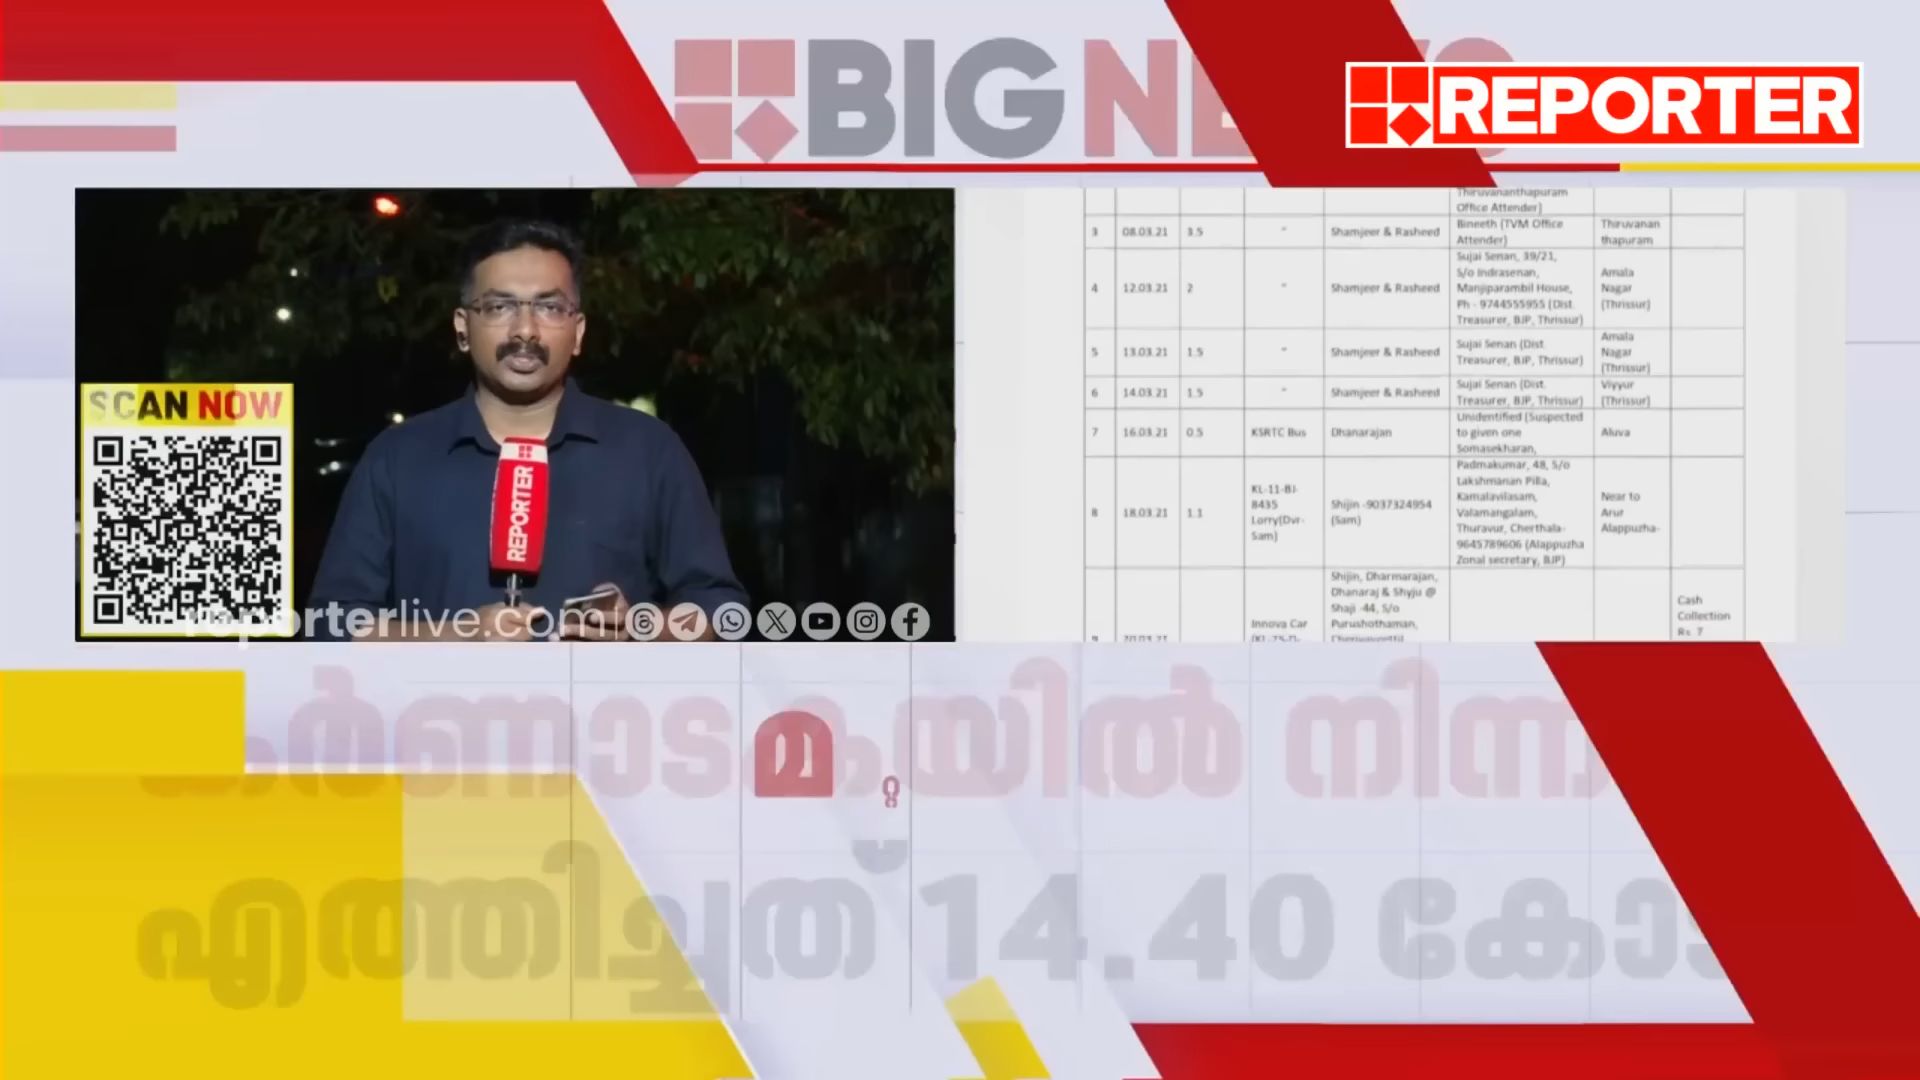 BIG NE
REPORTER
SCAN NOW
REPORTER
reporterlive.com
Thiruvananthapuram
Office Attender)
3 08.03.21 3.5 " Shamjeer & Rasheed Bineeth (TVM Office Attender) Thiruvanan thapuram
4 12.03.21 2 " Shamjeer & Rasheed Sujai Senan, 39/21, S/o Indrasenan, Manjiparambil House, Ph - 9744555955 (Dist. Treasurer, BJP, Thrissur) Amala Nagar (Thrissur)
5 13.03.21 1.5 " Shamjeer & Rasheed Sujai Senan (Dist. Treasurer, BJP, Thrissur) Amala Nagar (Thrissur)
6 14.03.21 1.5 " Shamjeer & Rasheed Sujai Senan (Dist. Treasurer, BJP, Thrissur) Viyyur (Thrissur)
7 16.03.21 0.5 KSRTC Bus Dhanarajan Unidentified (Suspected to given one Somasekharan, Aluva
8 18.03.21 1.1 KL-11-BJ-8435 Lorry(Dvr-Sam) Shijin -9037324954 (Sam) Padmakumar, 48, S/o Lakshmanan Pilla, Kamalavilasam, Valamangalam, Thuravur, Cherthala-9645789606 (Alappuzha Zonal secretary, BJP) Near to Arur Alappuzha-
9 Innova Car Shijin, Dharmarajan, Dhanaraj & Shyju @ Shaji -44, S/o Purushothaman, Cash Collection Rs. 7
കർണാടകയിൽ നിന്ന
എത്തിച്ചത് 14.40 കോ